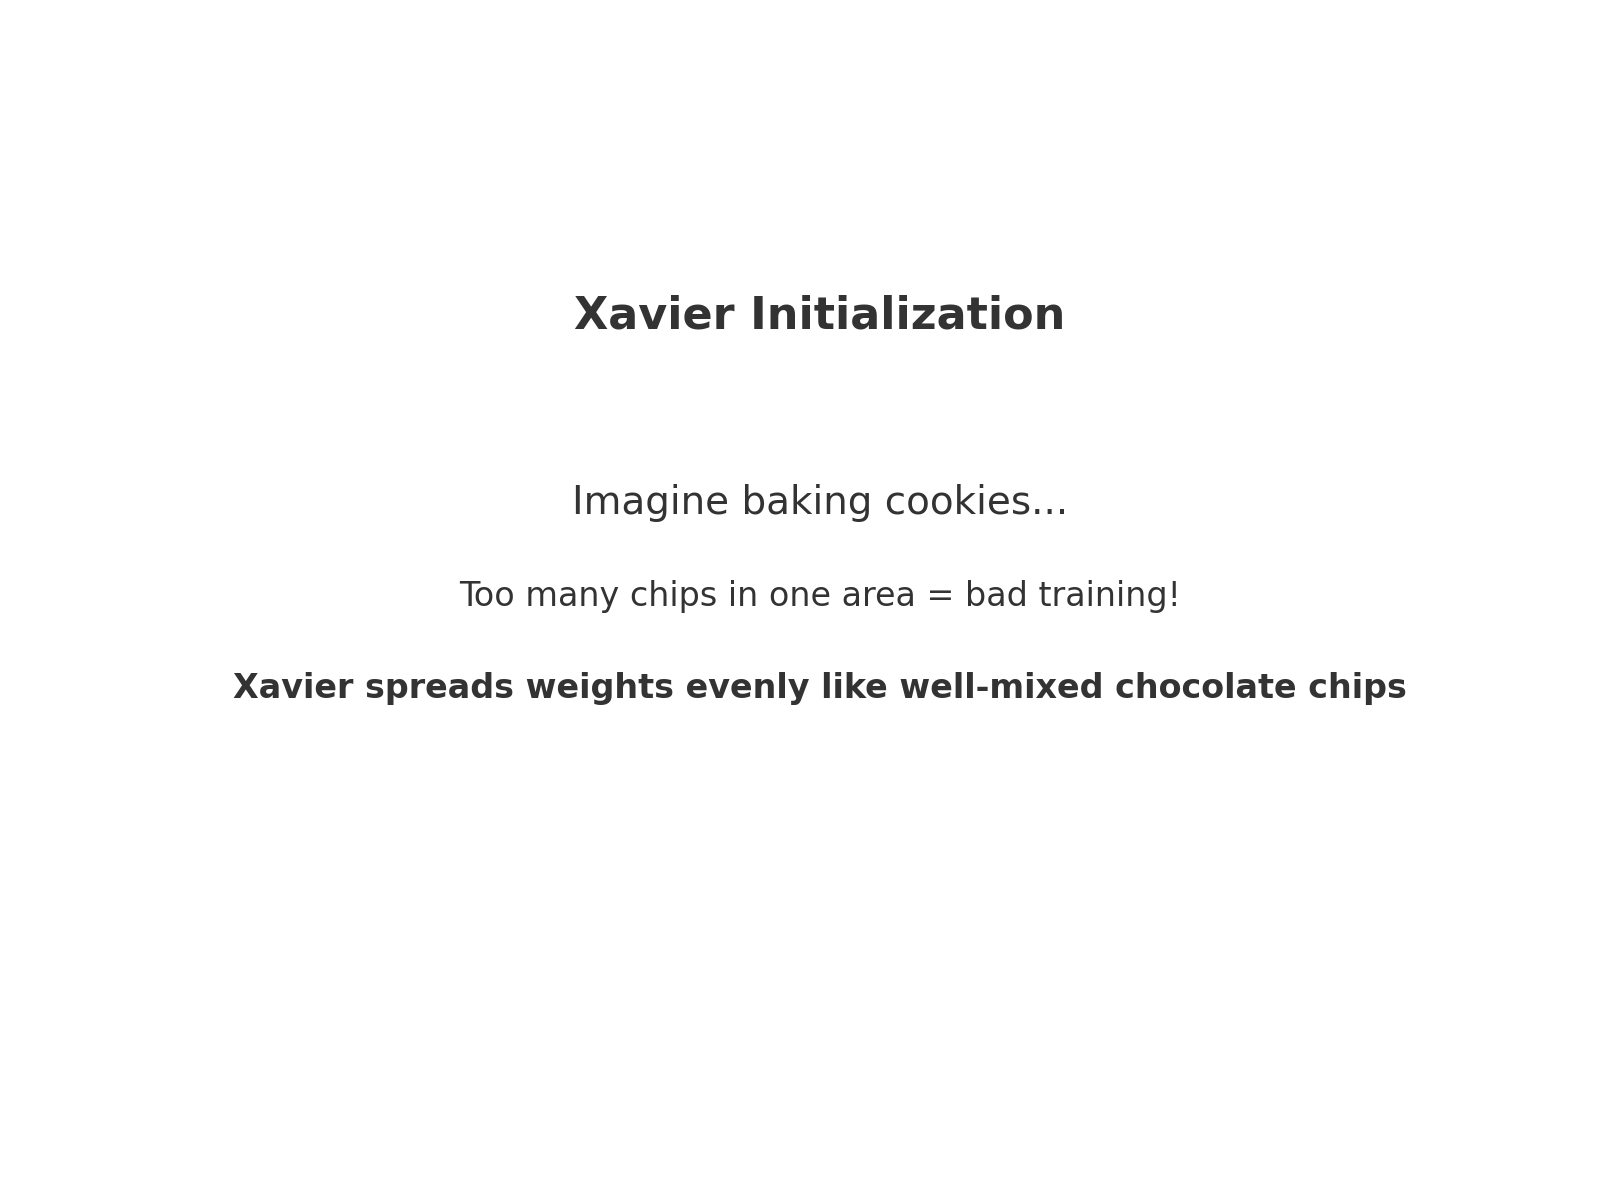 Xavier Initialization
Imagine baking cookies...
Too many chips in one area = bad training!
Xavier spreads weights evenly like well-mixed chocolate chips